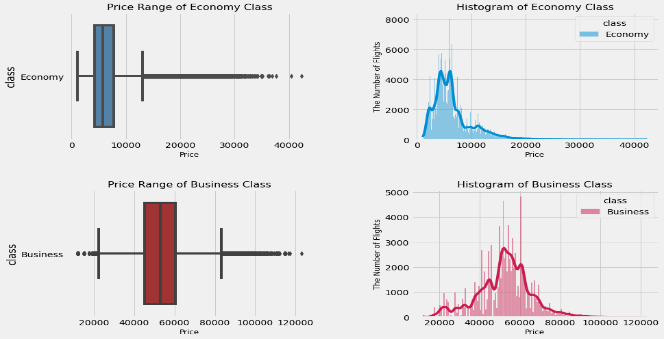 Price Range of Economy Class
class
Economy
0 10000 20000 30000 40000
Price
Histogram of Economy Class
The Number of Flights
8000
6000
4000
2000
0
class
Economy
0 10000 20000 30000 40000
Price
Price Range of Business Class
class
Business
20000 40000 60000 80000 100000 120000
Price
Histogram of Business Class
The Number of Flights
5000
4000
3000
2000
1000
0
class
Business
20000 40000 60000 80000 100000 120000
Price